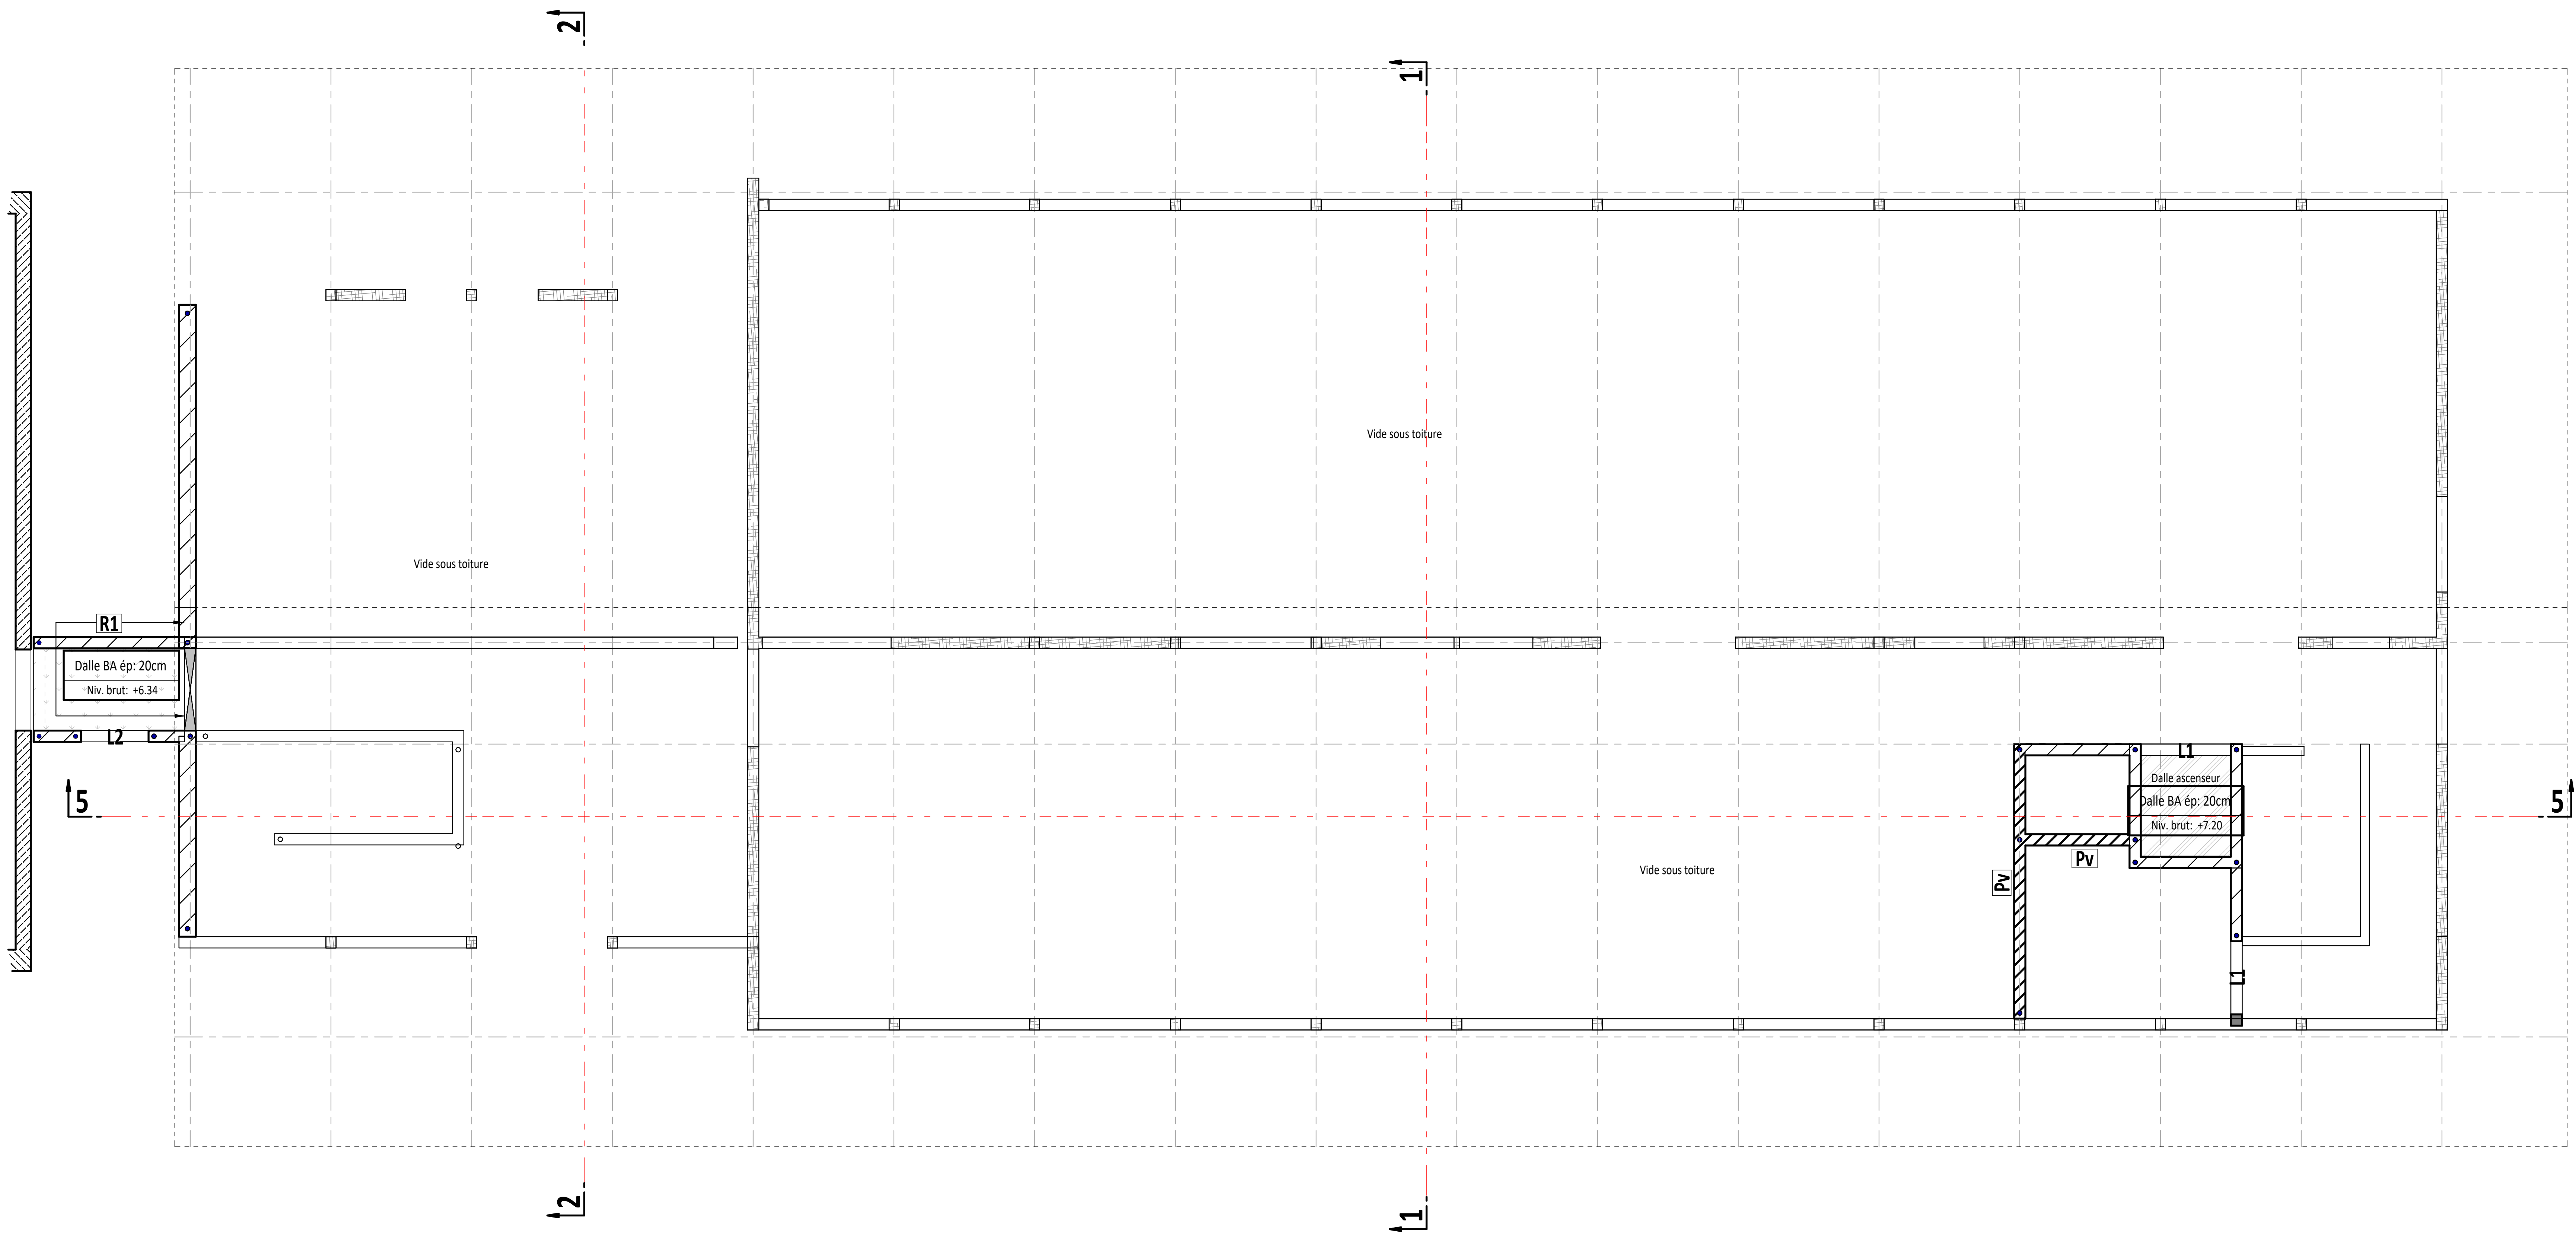 2
1
Vide sous toiture
Vide sous toiture
R1
Dalle BA ép: 20cm
Niv. brut: +6.34
L2
L1
Dalle ascenseur
5
Dalle BA ép: 20cm
5
Niv. brut: +7.20
Pv
Vide sous toiture
Pv
L1
2
1